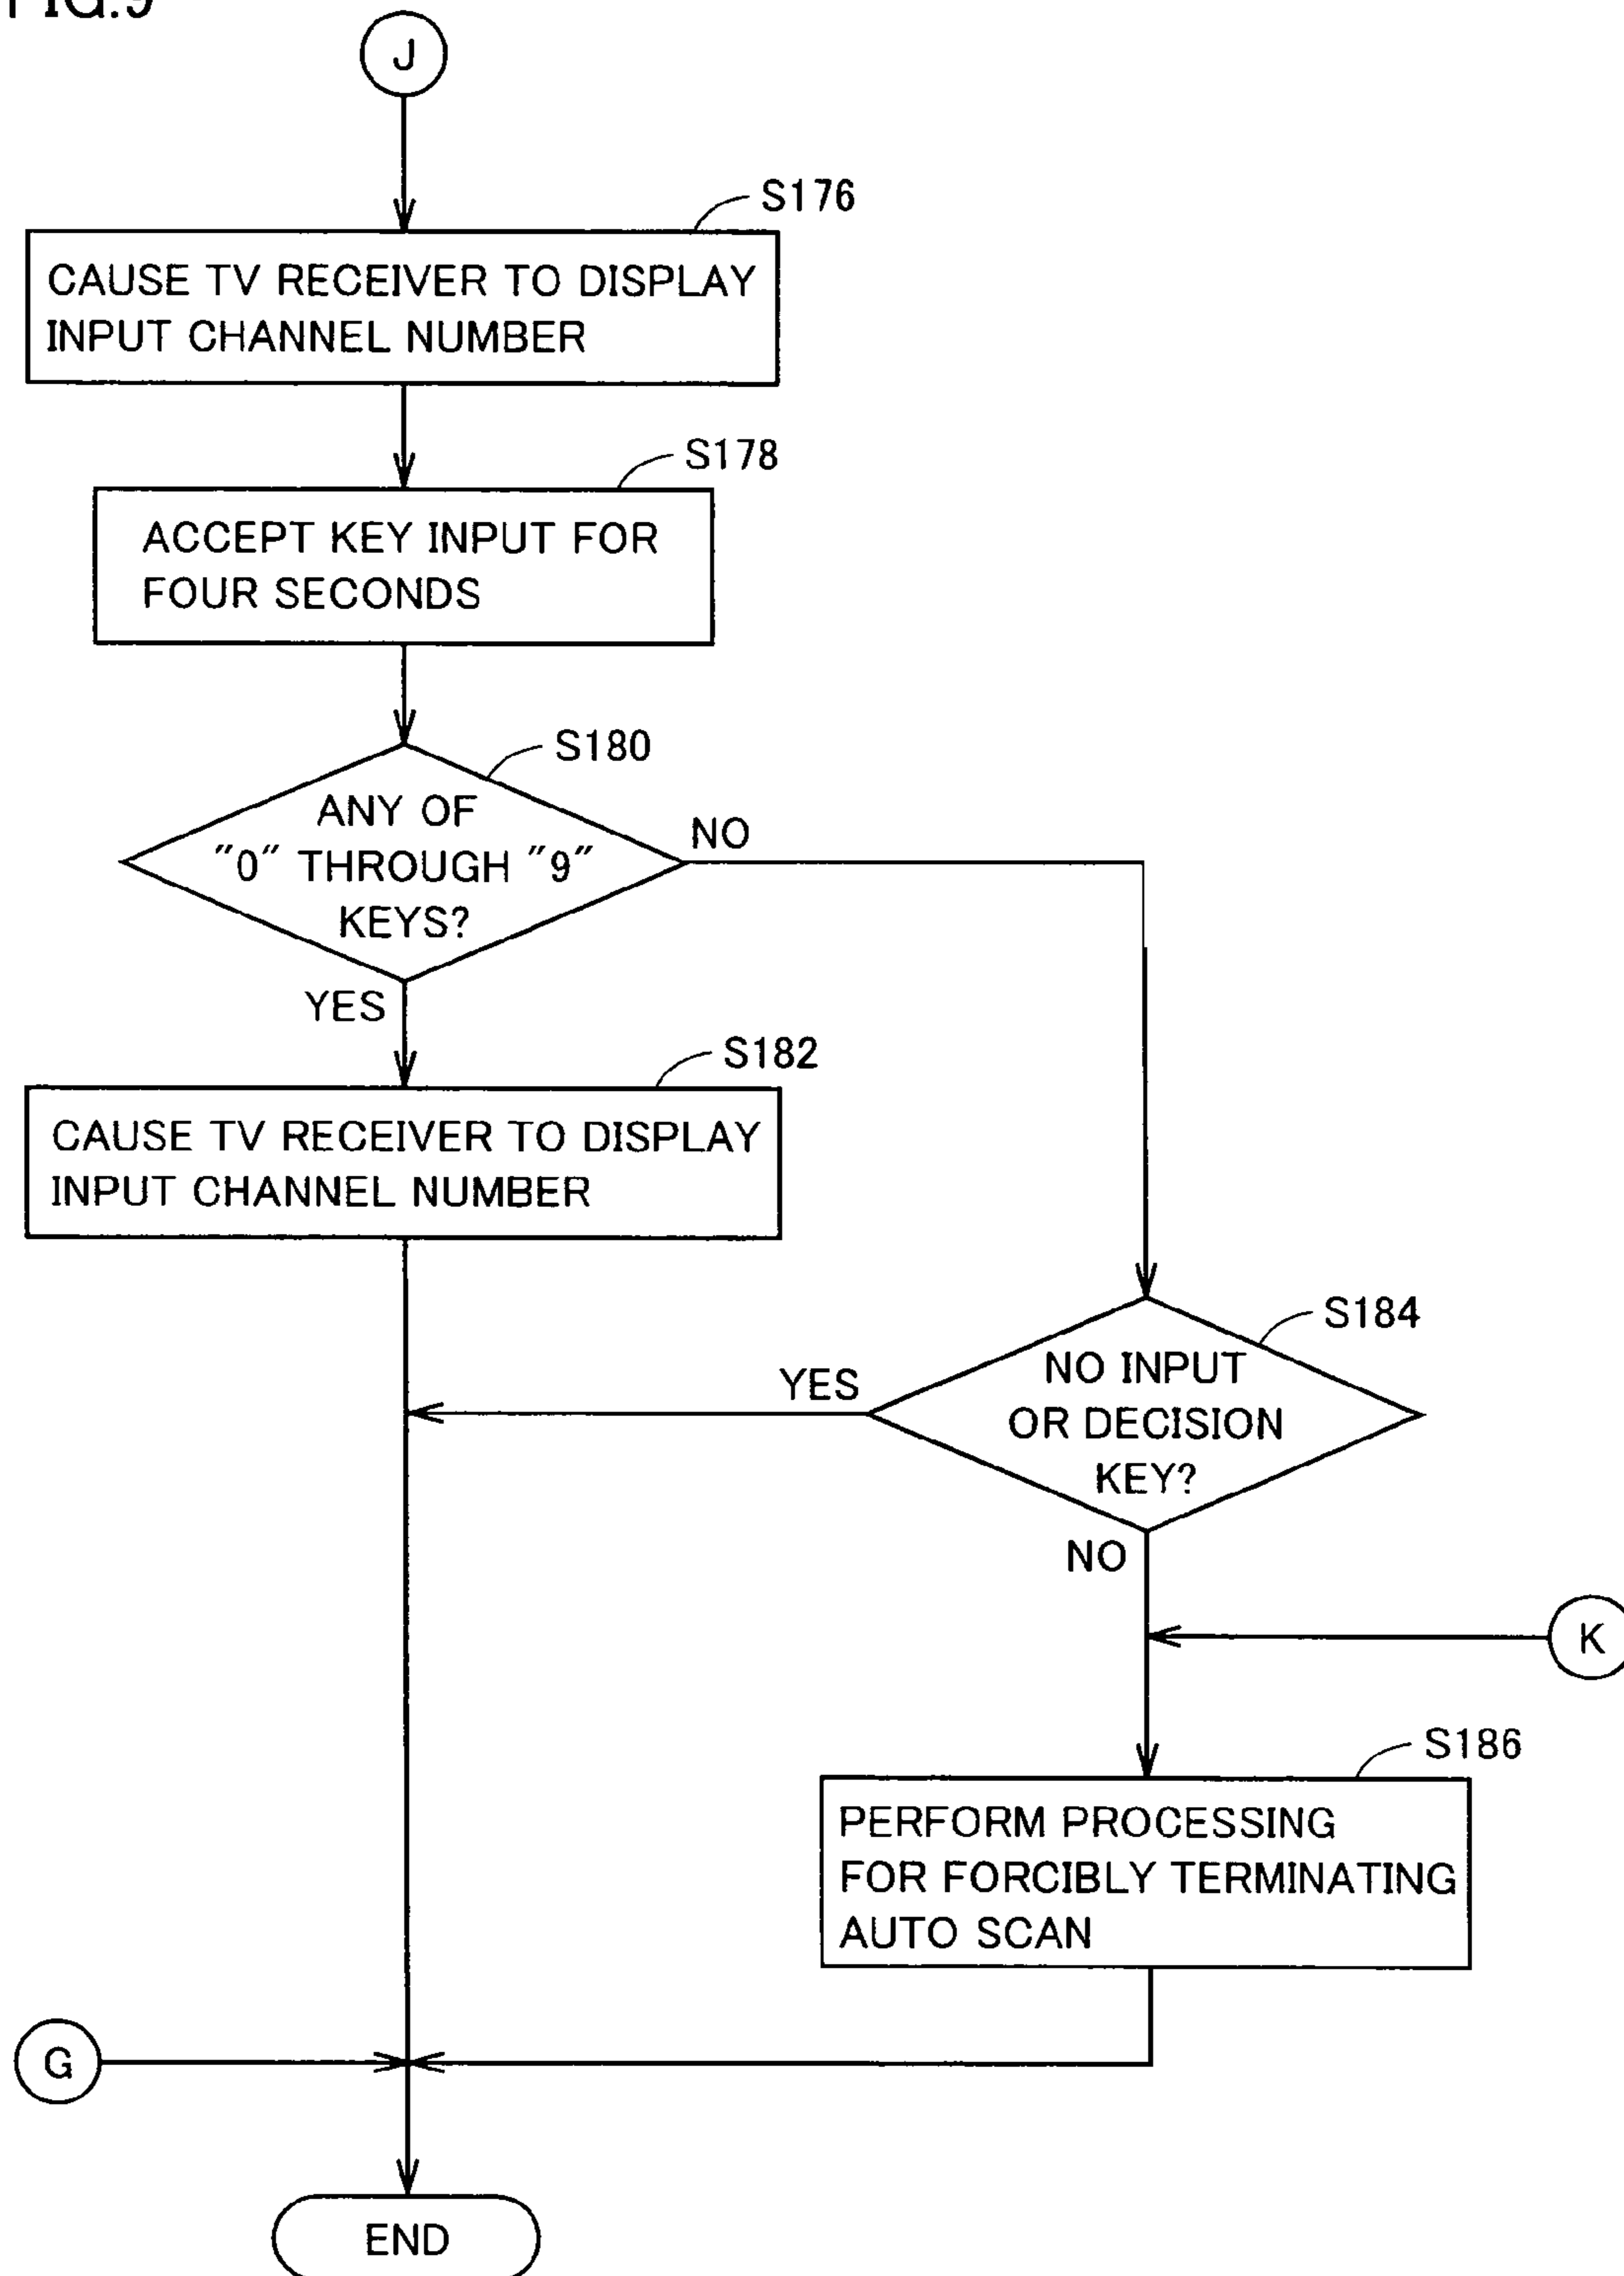 FIG.9
J
S176
CAUSE TV RECEIVER TO DISPLAY
INPUT CHANNEL NUMBER
S178
ACCEPT KEY INPUT FOR
FOUR SECONDS
S180
ANY OF
"0" THROUGH "9"
KEYS?
NO
YES
S182
CAUSE TV RECEIVER TO DISPLAY
INPUT CHANNEL NUMBER
S184
NO INPUT
OR DECISION
KEY?
YES
NO
K
S186
PERFORM PROCESSING
FOR FORCIBLY TERMINATING
AUTO SCAN
G
END